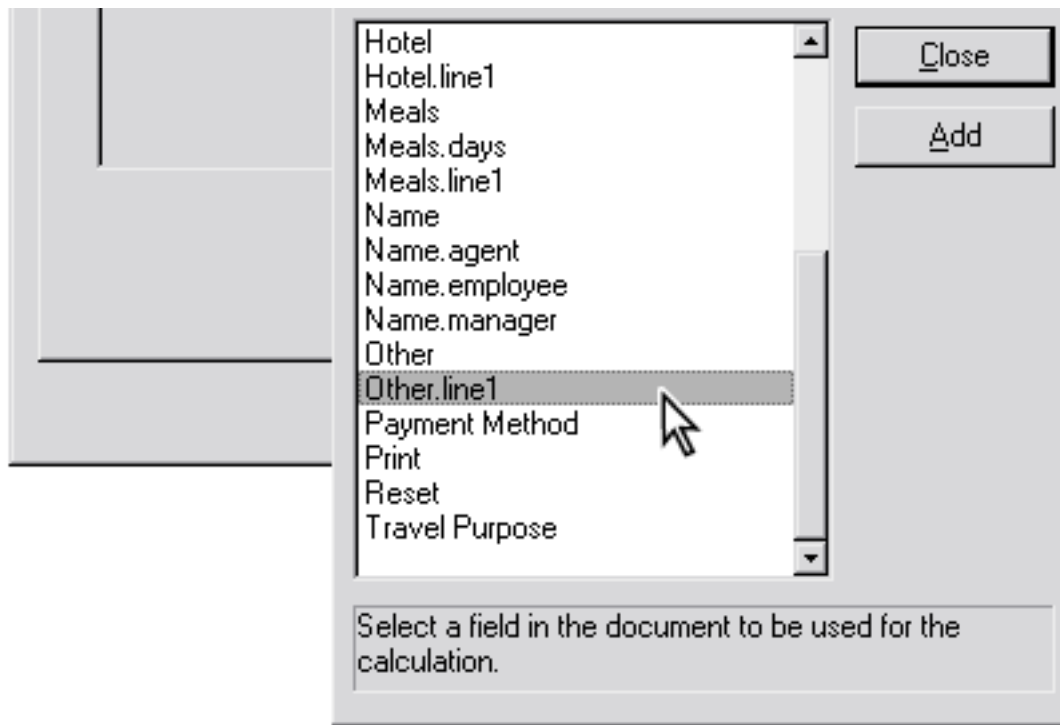 Hotel
Hotel.line1
Meals
Meals.days
Meals.line1
Name
Name.agent
Name.employee
Name.manager
Other
Other.line1
Payment Method
Print
Reset
Travel Purpose
Close
Add
Select a field in the document to be used for the
calculation.